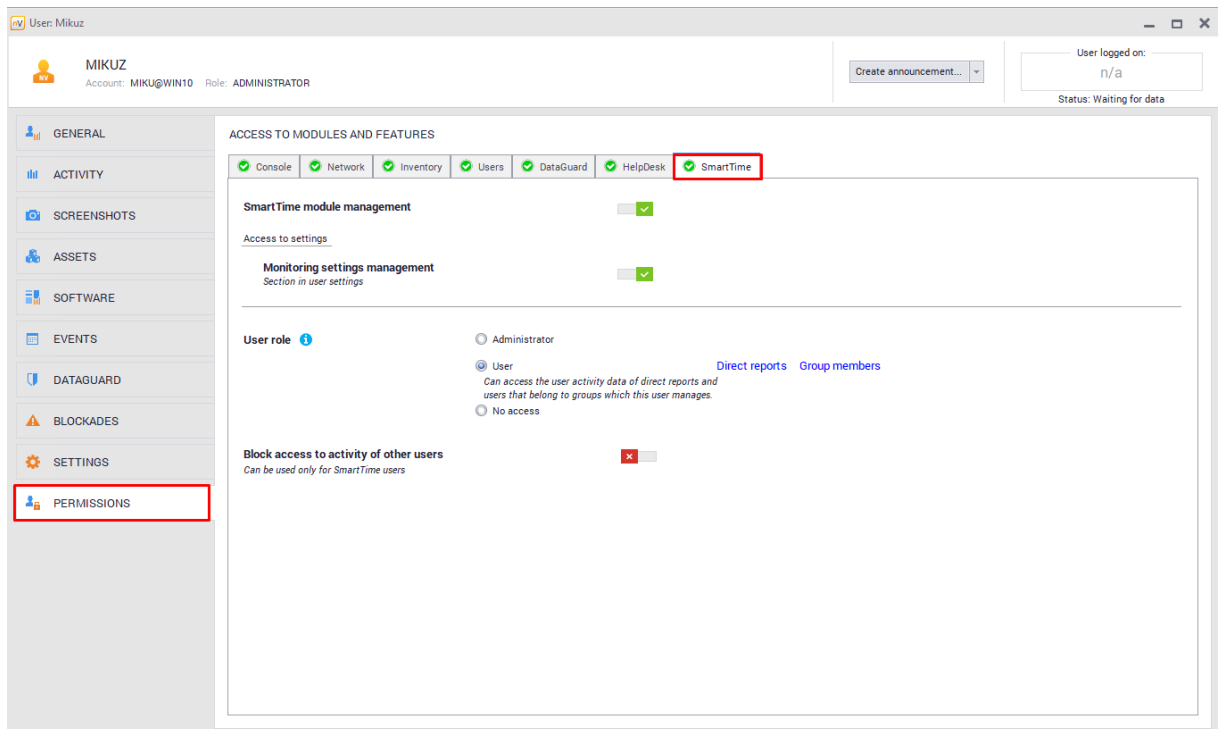 nV User: Mikuz
MIKUZ
Account: MIKU@WIN10 Role: ADMINISTRATOR
NV
Create announcement...
User logged on:
n/a
Status: Waiting for data
GENERAL
ACTIVITY
SCREENSHOTS
ASSETS
SOFTWARE
EVENTS
DATAGUARD
BLOCKADES
SETTINGS
PERMISSIONS
ACCESS TO MODULES AND FEATURES
Console Network Inventory Users DataGuard HelpDesk SmartTime
SmartTime module management
Access to settings
Monitoring settings management
Section in user settings
User role
Administrator
User Direct reports Group members
Can access the user activity data of direct reports and
users that belong to groups which this user manages.
No access
Block access to activity of other users
Can be used only for SmartTime users